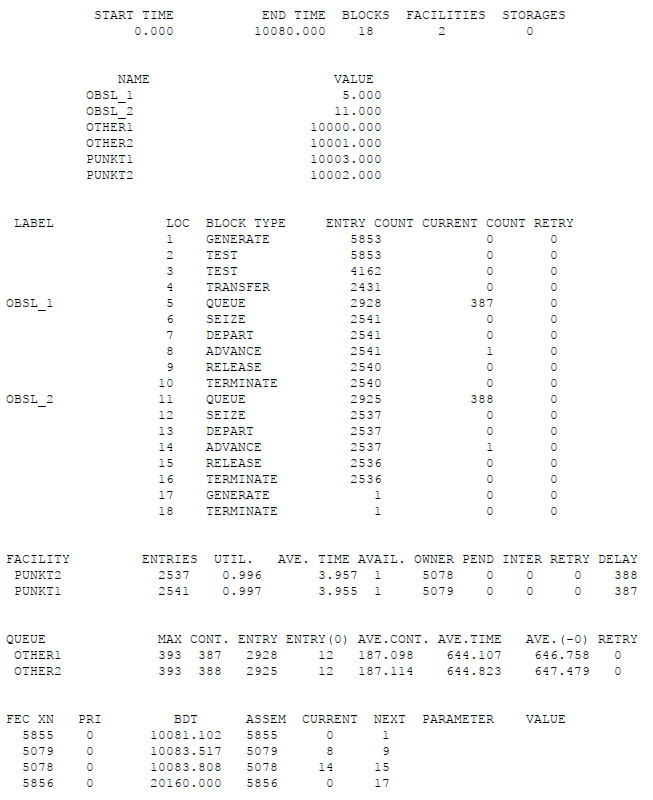 START TIME END TIME BLOCKS FACILITIES STORAGES
0.000 10080.000 18 2 0
NAME VALUE
OBSL_1 5.000
OBSL_2 11.000
OTHER1 10000.000
OTHER2 10001.000
PUNKT1 10003.000
PUNKT2 10002.000
LABEL LOC BLOCK TYPE ENTRY COUNT CURRENT COUNT RETRY
1 GENERATE 5853 0 0
2 TEST 5853 0 0
3 TEST 4162 0 0
4 TRANSFER 2431 0 0
OBSL_1 5 QUEUE 2928 387 0
6 SEIZE 2541 0 0
7 DEPART 2541 0 0
8 ADVANCE 2541 1 0
9 RELEASE 2540 0 0
10 TERMINATE 2540 0 0
OBSL_2 11 QUEUE 2925 388 0
12 SEIZE 2537 0 0
13 DEPART 2537 0 0
14 ADVANCE 2537 1 0
15 RELEASE 2536 0 0
16 TERMINATE 2536 0 0
17 GENERATE 1 0 0
18 TERMINATE 1 0 0
FACILITY ENTRIES UTIL. AVE. TIME AVAIL. OWNER PEND INTER RETRY DELAY
PUNKT2 2537 0.996 3.957 1 5078 0 0 0 388
PUNKT1 2541 0.997 3.955 1 5079 0 0 0 387
QUEUE MAX CONT. ENTRY ENTRY(0) AVE.CONT. AVE.TIME AVE.(-0) RETRY
OTHER1 393 387 2928 12 187.098 644.107 646.758 0
OTHER2 393 388 2925 12 187.114 644.823 647.479 0
FEC XN PRI BDT ASSEM CURRENT NEXT PARAMETER VALUE
5855 0 10081.102 5855 0 1
5079 0 10083.517 5079 8 9
5078 0 10083.808 5078 14 15
5856 0 20160.000 5856 0 17